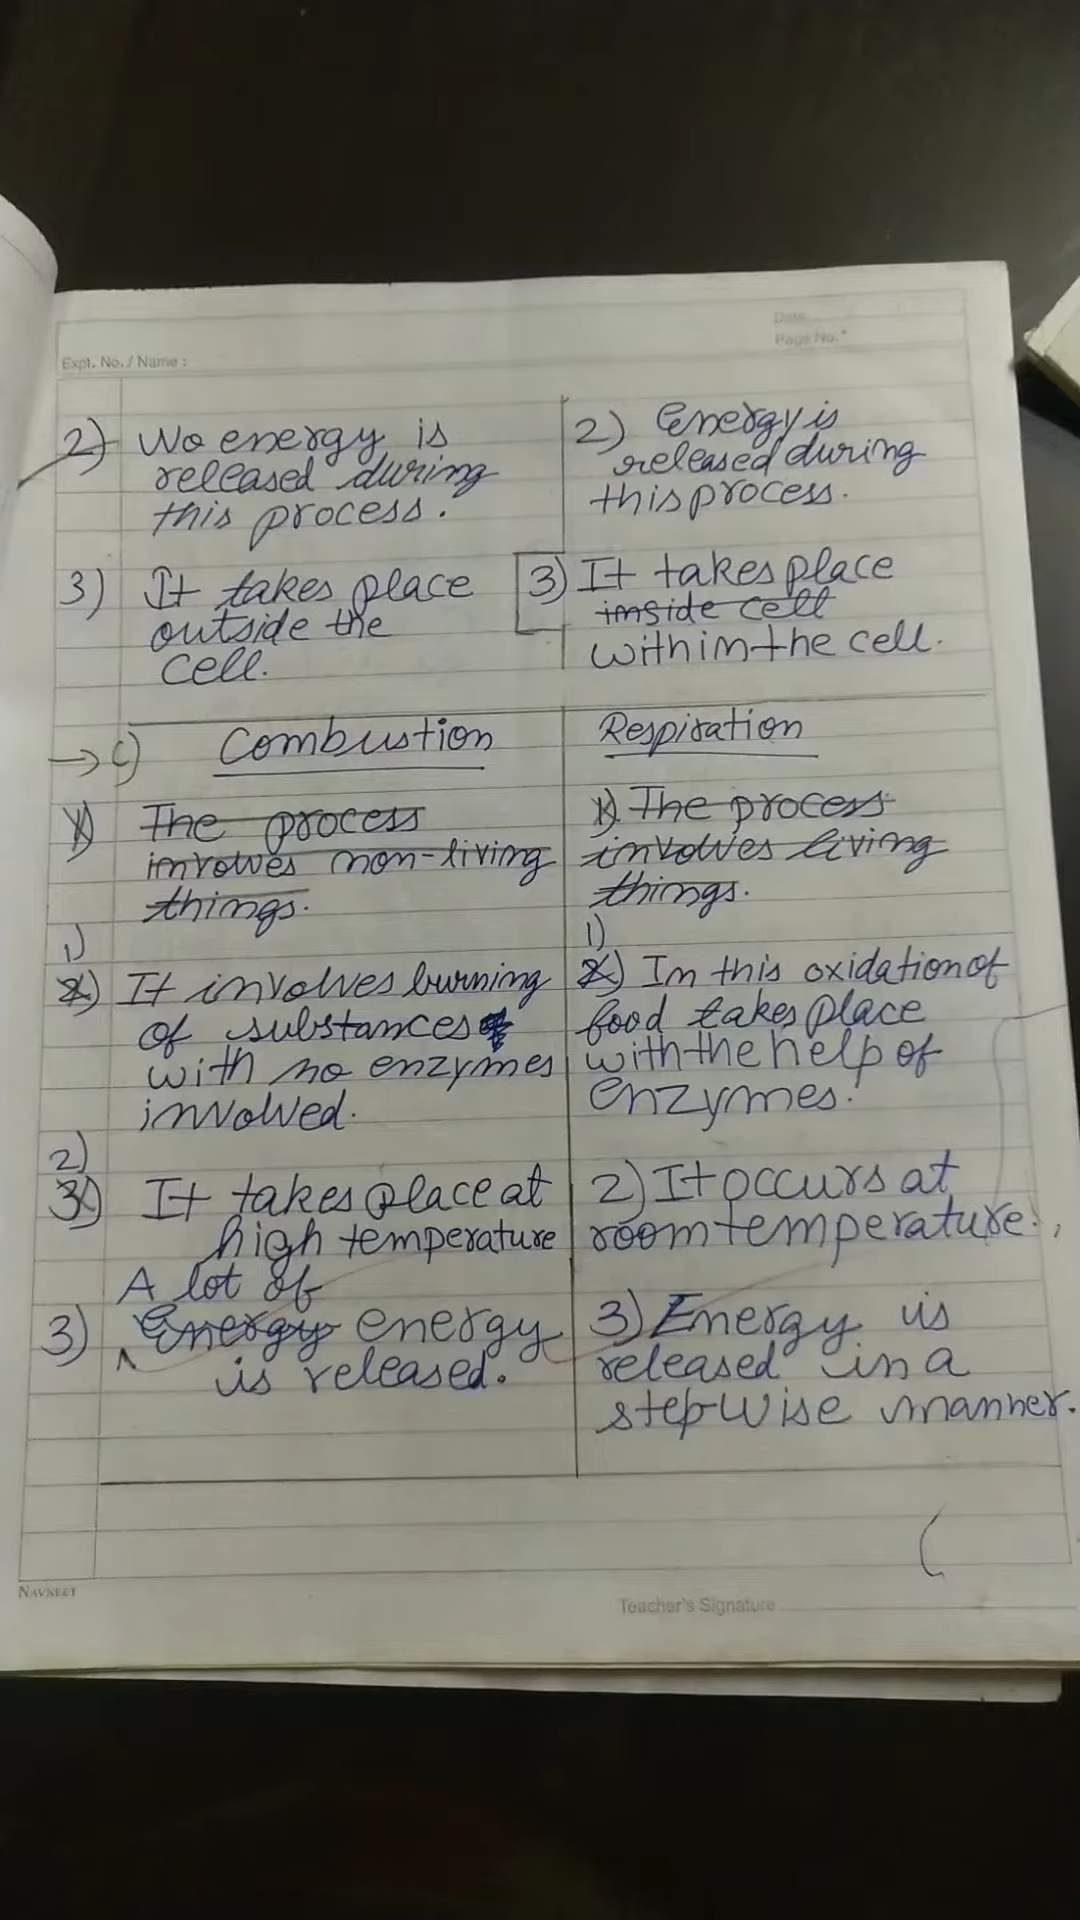 Date
Page No.
Expt. No. / Name :
2) No energy is
released during
this process.
2) Energy is
released during
this process.
3) It takes place
outside the
cell.
3) It takes place
inside cell
within the cell.
→ c) Combustion
Respiration
1) The process
involves non-living
things.
1) The process
involves living
things.
1)
2) It involves burning
of substances
with no enzymes
involved.
1)
2) In this oxidation of
food takes place
with the help of
enzymes.
2)
3) It takes place at
high temperature
2) It occurs at
room temperature.
A lot of
3) Energy energy
is released.
3) Energy is
released in a
stepwise manner.
NAVNEET
Teacher's Signature